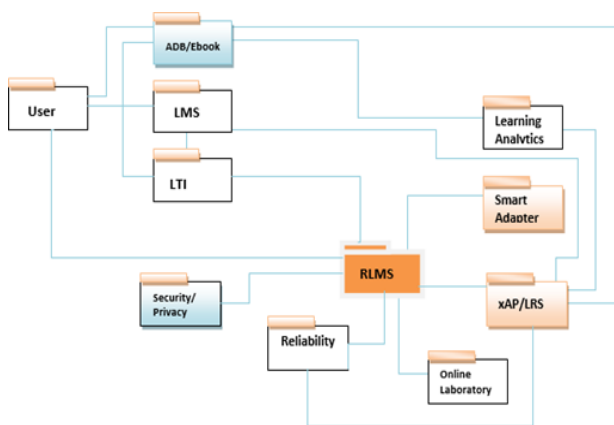 ADB/Ebook
User
LMS
Learning
Analytics
LTI
Smart
Adapter
RLMS
Security/
Privacy
xAP/LRS
Reliability
Online
Laboratory